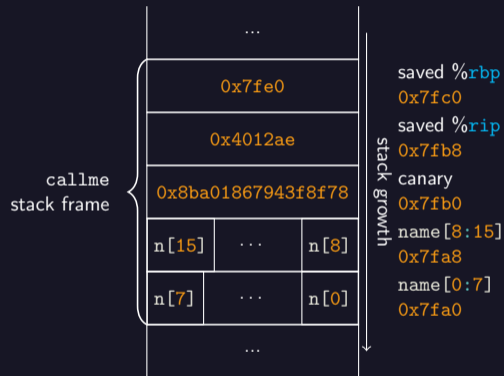 ...
0x7fe0
saved %rbp
0x7fc0
0x4012ae
saved %rip
0x7fb8
callme
stack frame
0x8ba01867943f8f78
canary
0x7fb0
stack growth
n[15] ... n[8]
name[8:15]
0x7fa8
n[7] ... n[0]
name[0:7]
0x7fa0
...